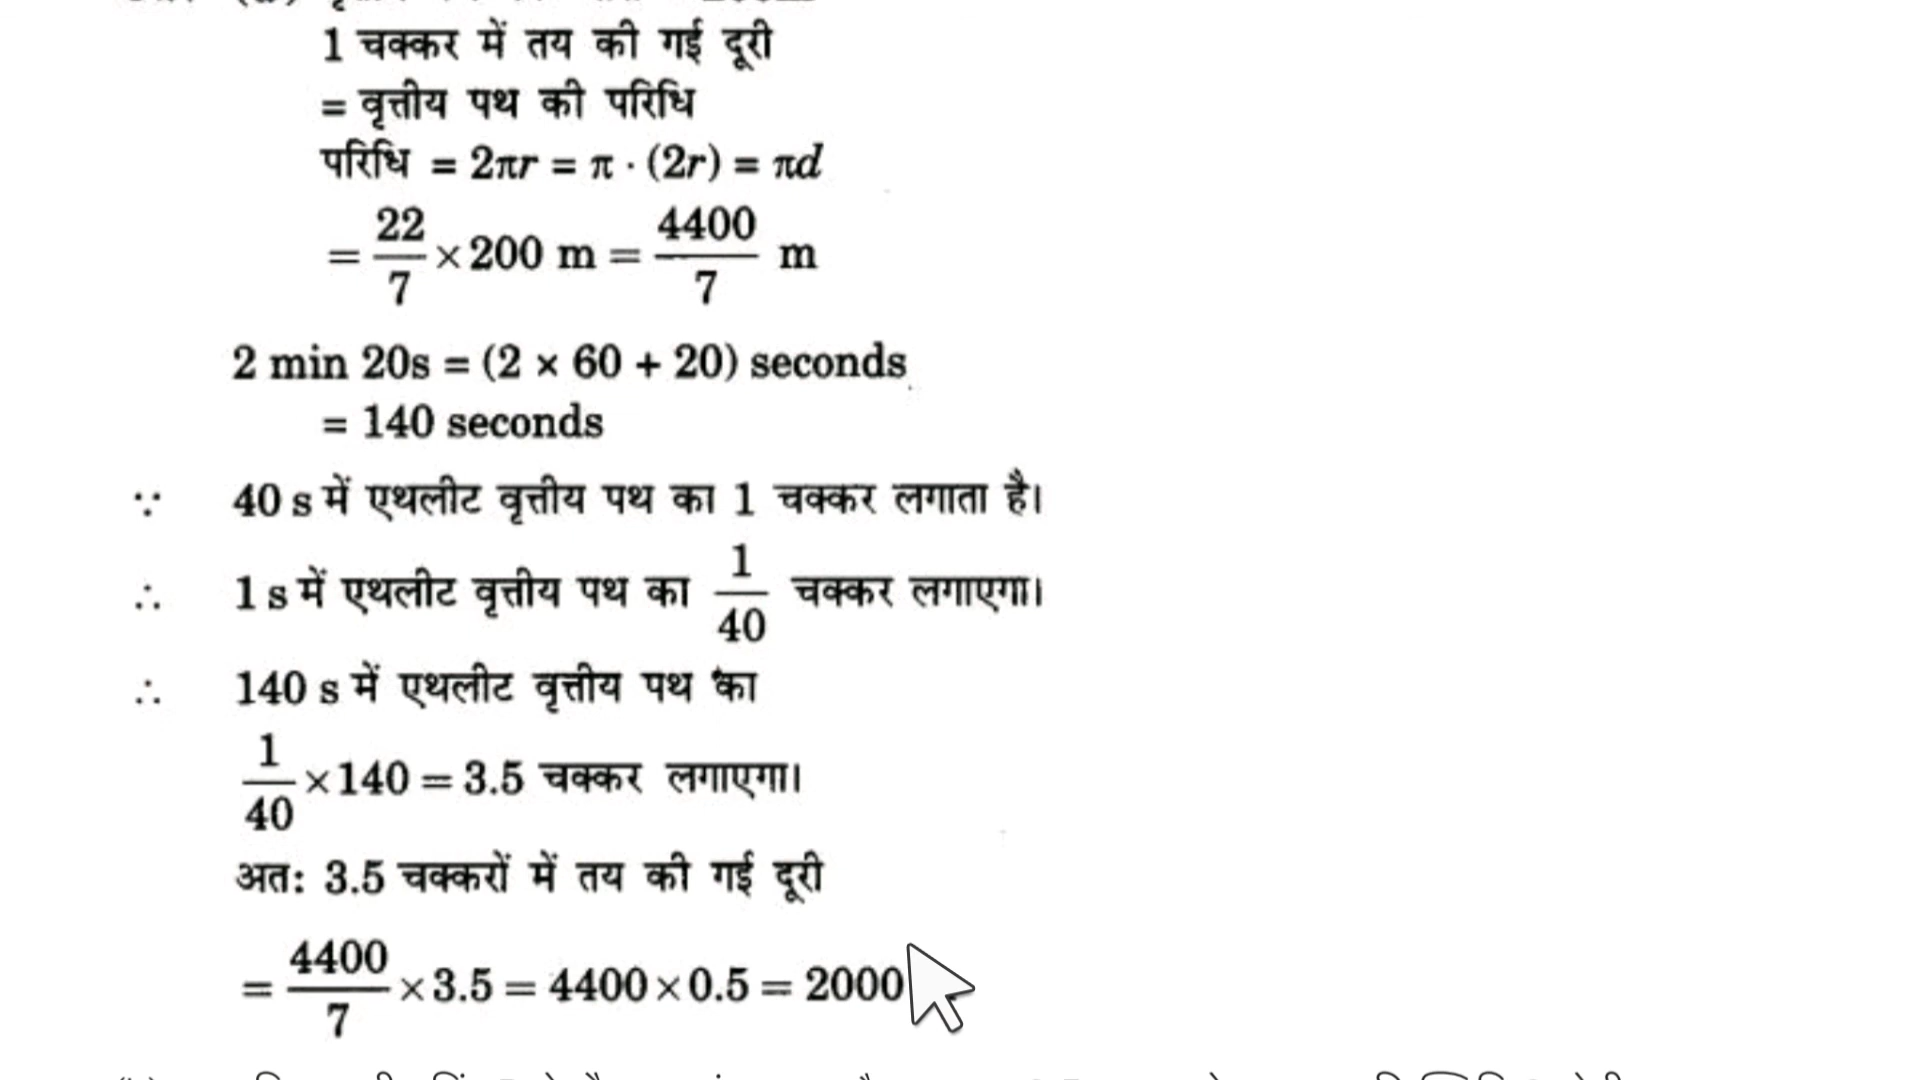 1 चक्कर में तय की गई दूरी
= वृत्तीय पथ की परिधि
परिधि = 2πr = π · (2r) = πd
= 22/7 × 200 m = 4400/7 m
2 min 20s = (2 × 60 + 20) seconds
= 140 seconds
∵ 40 s में एथलीट वृत्तीय पथ का 1 चक्कर लगाता है।
∴ 1 s में एथलीट वृत्तीय पथ का 1/40 चक्कर लगाएगा।
∴ 140 s में एथलीट वृत्तीय पथ का
1/40 × 140 = 3.5 चक्कर लगाएगा।
अत: 3.5 चक्करों में तय की गई दूरी
= 4400/7 × 3.5 = 4400 × 0.5 = 2000